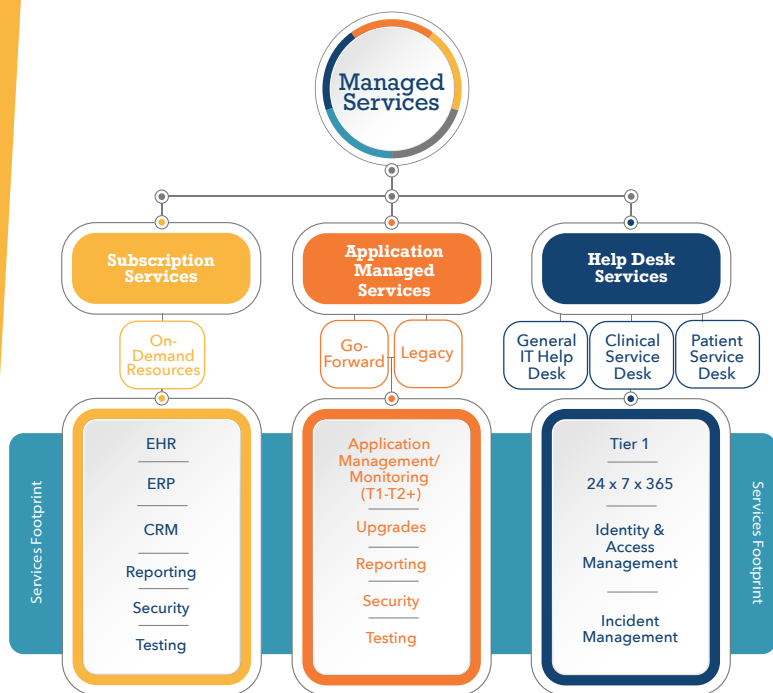 Managed
Services
Subscription
Services
Application
Managed
Services
Help Desk
Services
On-
Demand
Resources
Go-
Forward
Legacy
General
IT Help
Desk
Clinical
Service
Desk
Patient
Service
Desk
Services Footprint
EHR
ERP
CRM
Reporting
Security
Testing
Application
Management/
Monitoring
(T1-T2+)
Upgrades
Reporting
Security
Testing
Tier 1
24 x 7 x 365
Identity &
Access
Management
Incident
Management
Services Footprint